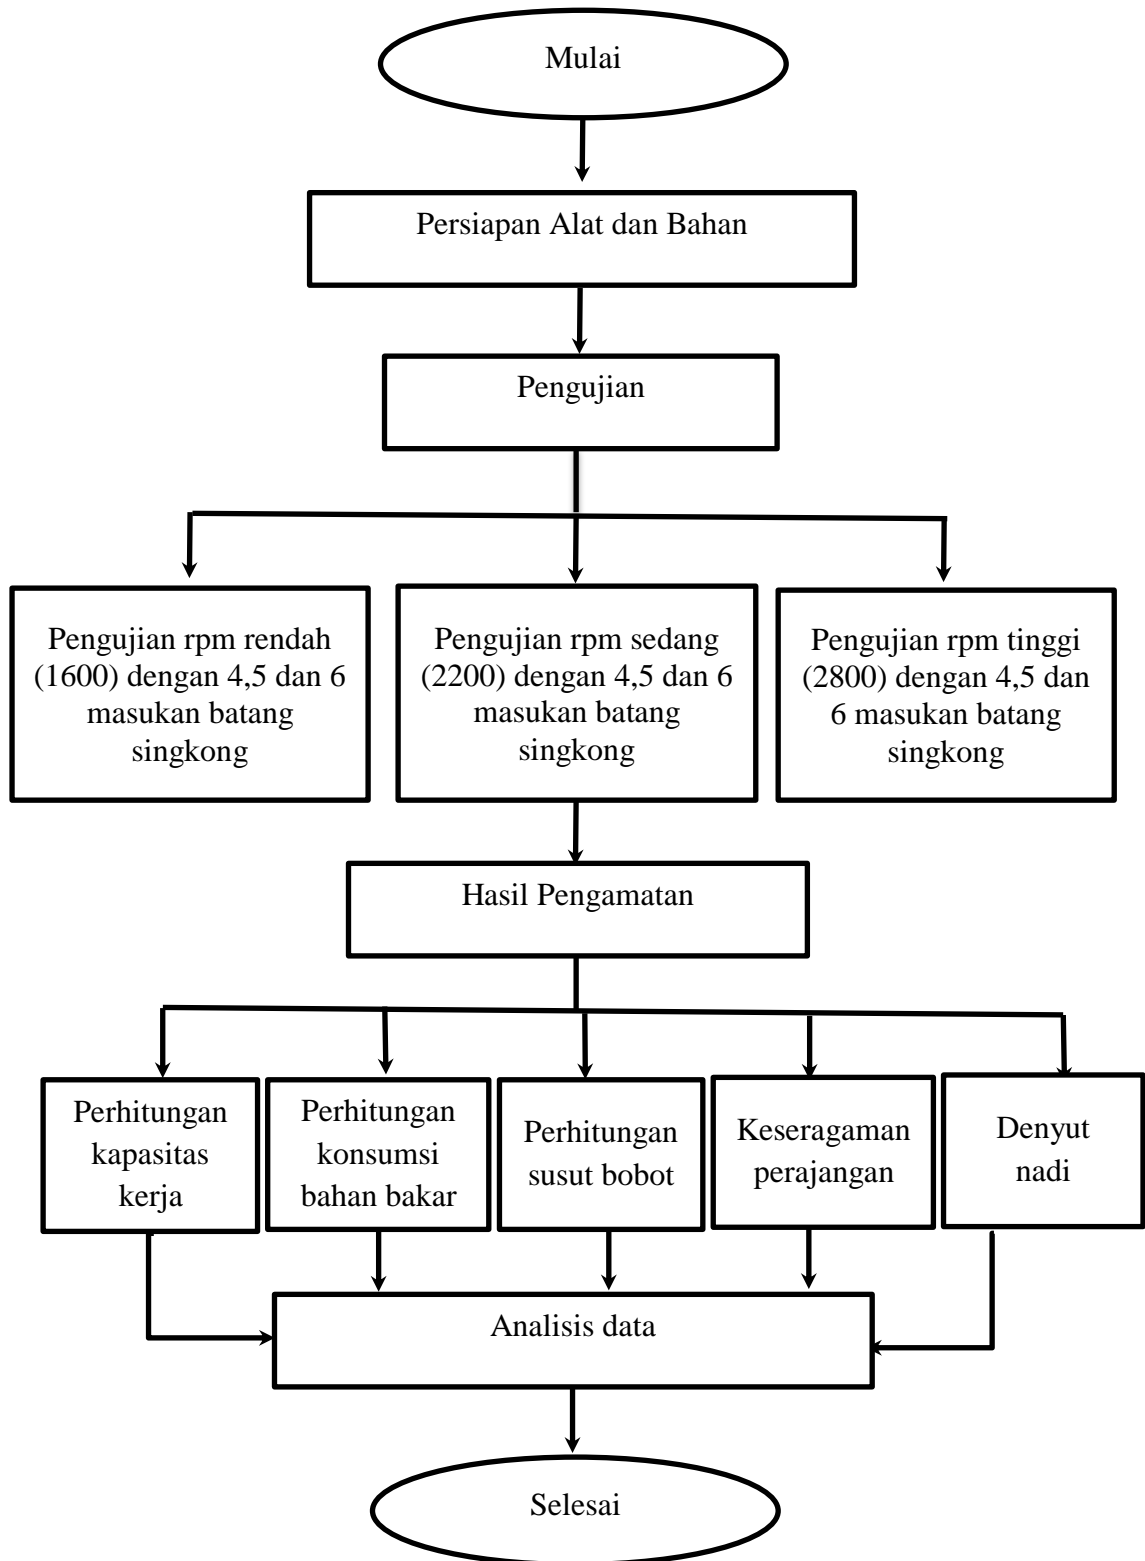 Mulai
Persiapan Alat dan Bahan
Pengujian
Pengujian rpm rendah
(1600) dengan 4,5 dan 6
masukan batang
singkong
Pengujian rpm sedang
(2200) dengan 4,5 dan 6
masukan batang
singkong
Pengujian rpm tinggi
(2800) dengan 4,5 dan
6 masukan batang
singkong
Hasil Pengamatan
Perhitungan
kapasitas
kerja
Perhitungan
konsumsi
bahan bakar
Perhitungan
susut bobot
Keseragaman
perajangan
Denyut
nadi
Analisis data
Selesai